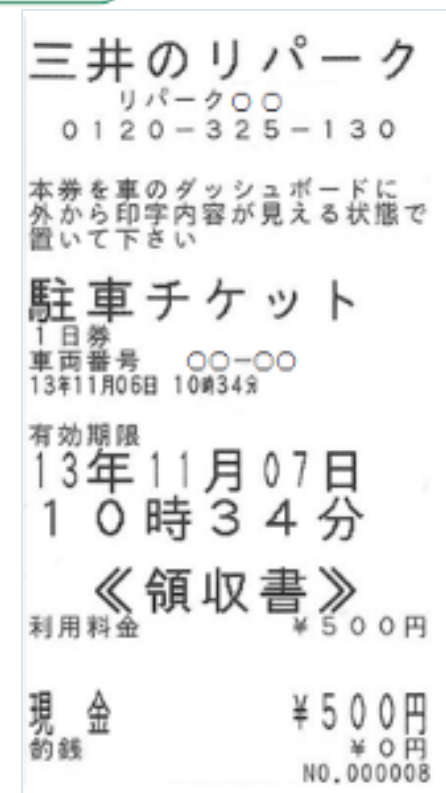 三井のリパーク
リパーク○○
0120-325-130
本券を車のダッシュボードに
外から印字内容が見える状態で
置いて下さい
駐車チケット
1日券
車両番号 ○○-○○
13年11月06日 10時34分
有効期限
13年11月07日
10時34分
≪領収書≫
利用料金 ¥500円
現金 ¥500円
釣銭 ¥0円
NO.000008